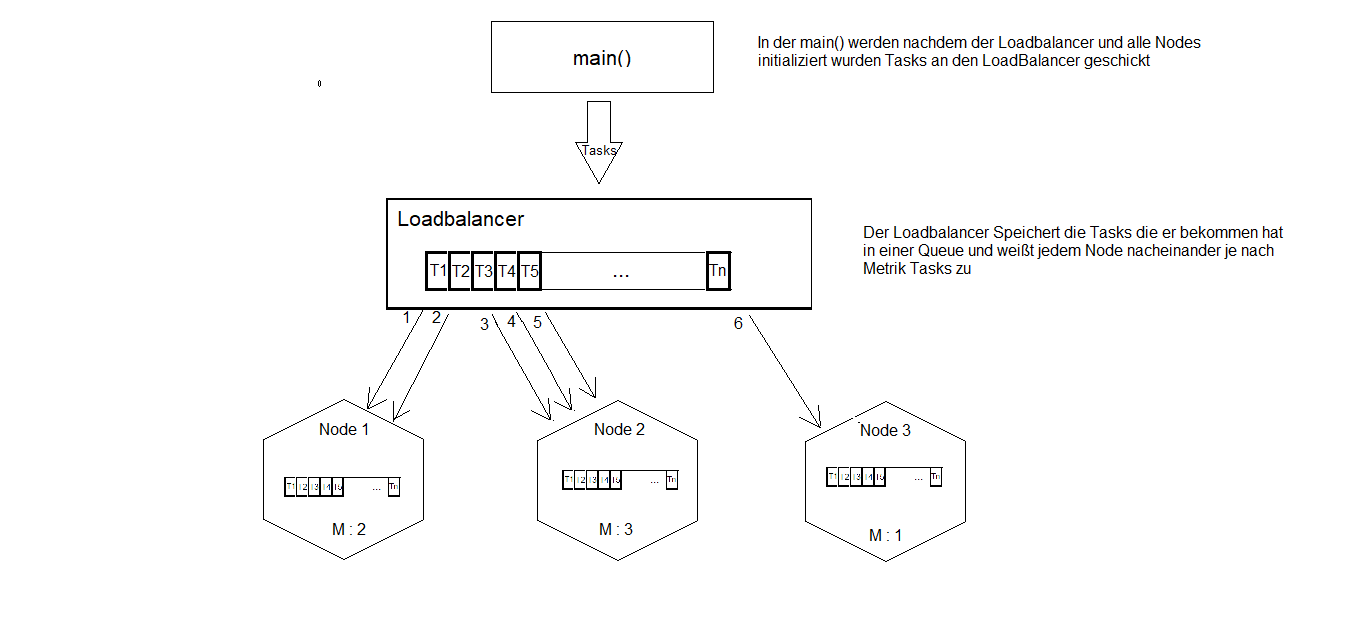 main()
In der main() werden nachdem der Loadbalancer und alle Nodes
initializiert wurden Tasks an den LoadBalancer geschickt
0
Tasks
Loadbalancer
T1 T2 T3 T4 T5 ... Tn
Der Loadbalancer Speichert die Tasks die er bekommen hat
in einer Queue und weißt jedem Node nacheinander je nach
Metrik Tasks zu
1 2 3 4 5 6
Node 1
T1 T2 T3 T4 T5 ... Tn
M : 2
Node 2
T1 T2 T3 T4 T5 ... Tn
M : 3
Node 3
T1 T2 T3 T4 T5 ... Tn
M : 1